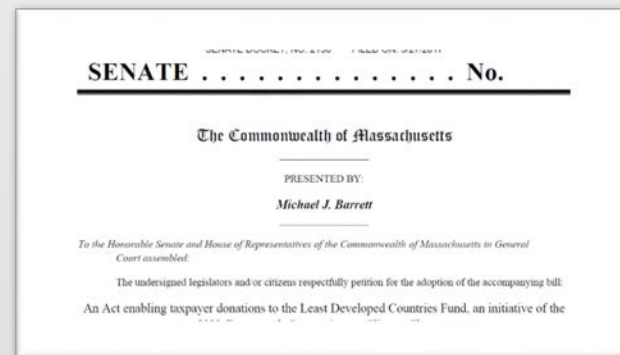 SENATE . . . . . . . . . . . . . . . No.
The Commonwealth of Massachusetts
PRESENTED BY:
Michael J. Barrett
To the Honorable Senate and House of Representatives of the Commonwealth of Massachusetts in General
Court assembled:
The undersigned legislators and/or citizens respectfully petition for the adoption of the accompanying bill:
An Act enabling taxpayer donations to the Least Developed Countries Fund, an initiative of the